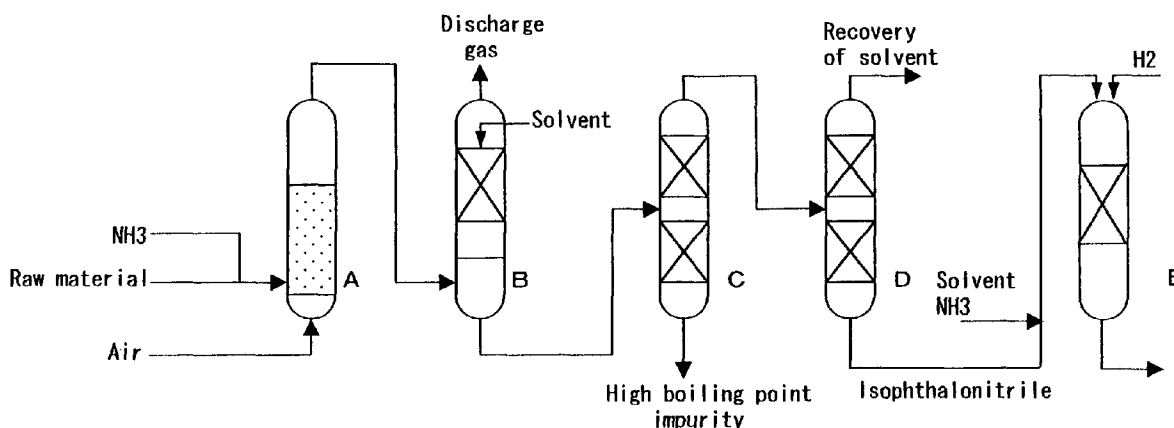 Discharge
gas
Recovery
of solvent
H2
Solvent
NH3
Raw material
A
B
C
D
Solvent
NH3
E
Air
High boiling point
impurity
Isophthalonitrile